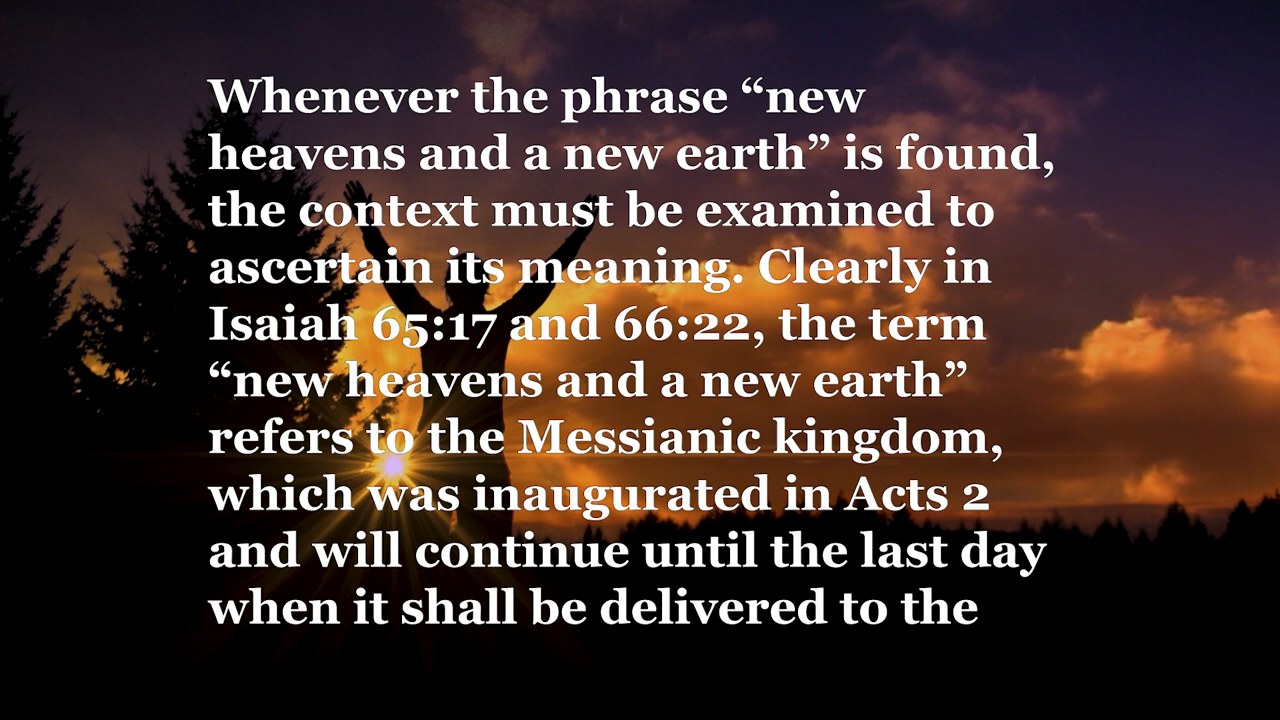 Whenever the phrase “new
heavens and a new earth” is found,
the context must be examined to
ascertain its meaning. Clearly in
Isaiah 65:17 and 66:22, the term
“new heavens and a new earth”
refers to the Messianic kingdom,
which was inaugurated in Acts 2
and will continue until the last day
when it shall be delivered to the